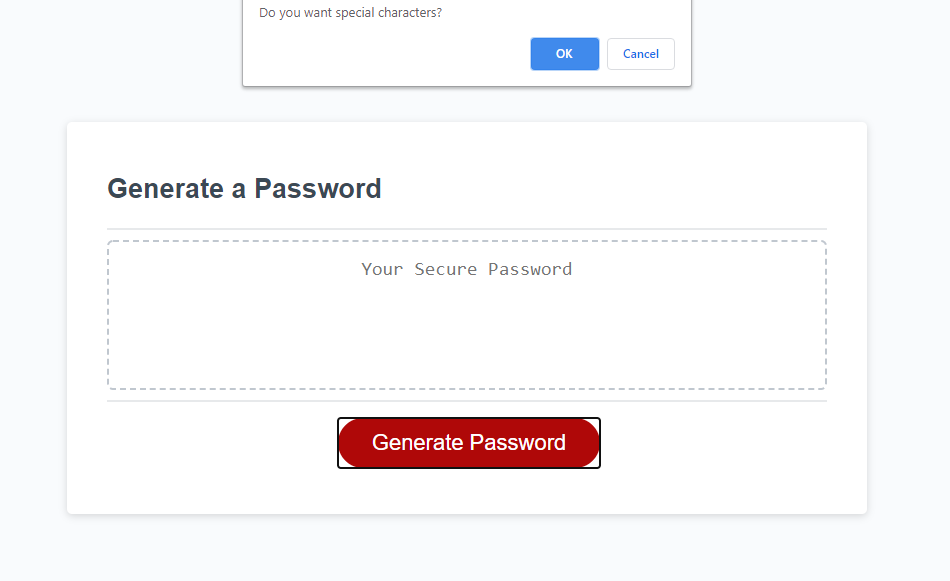 Do you want special characters?
OK
Cancel
Generate a Password
Your Secure Password
Generate Password